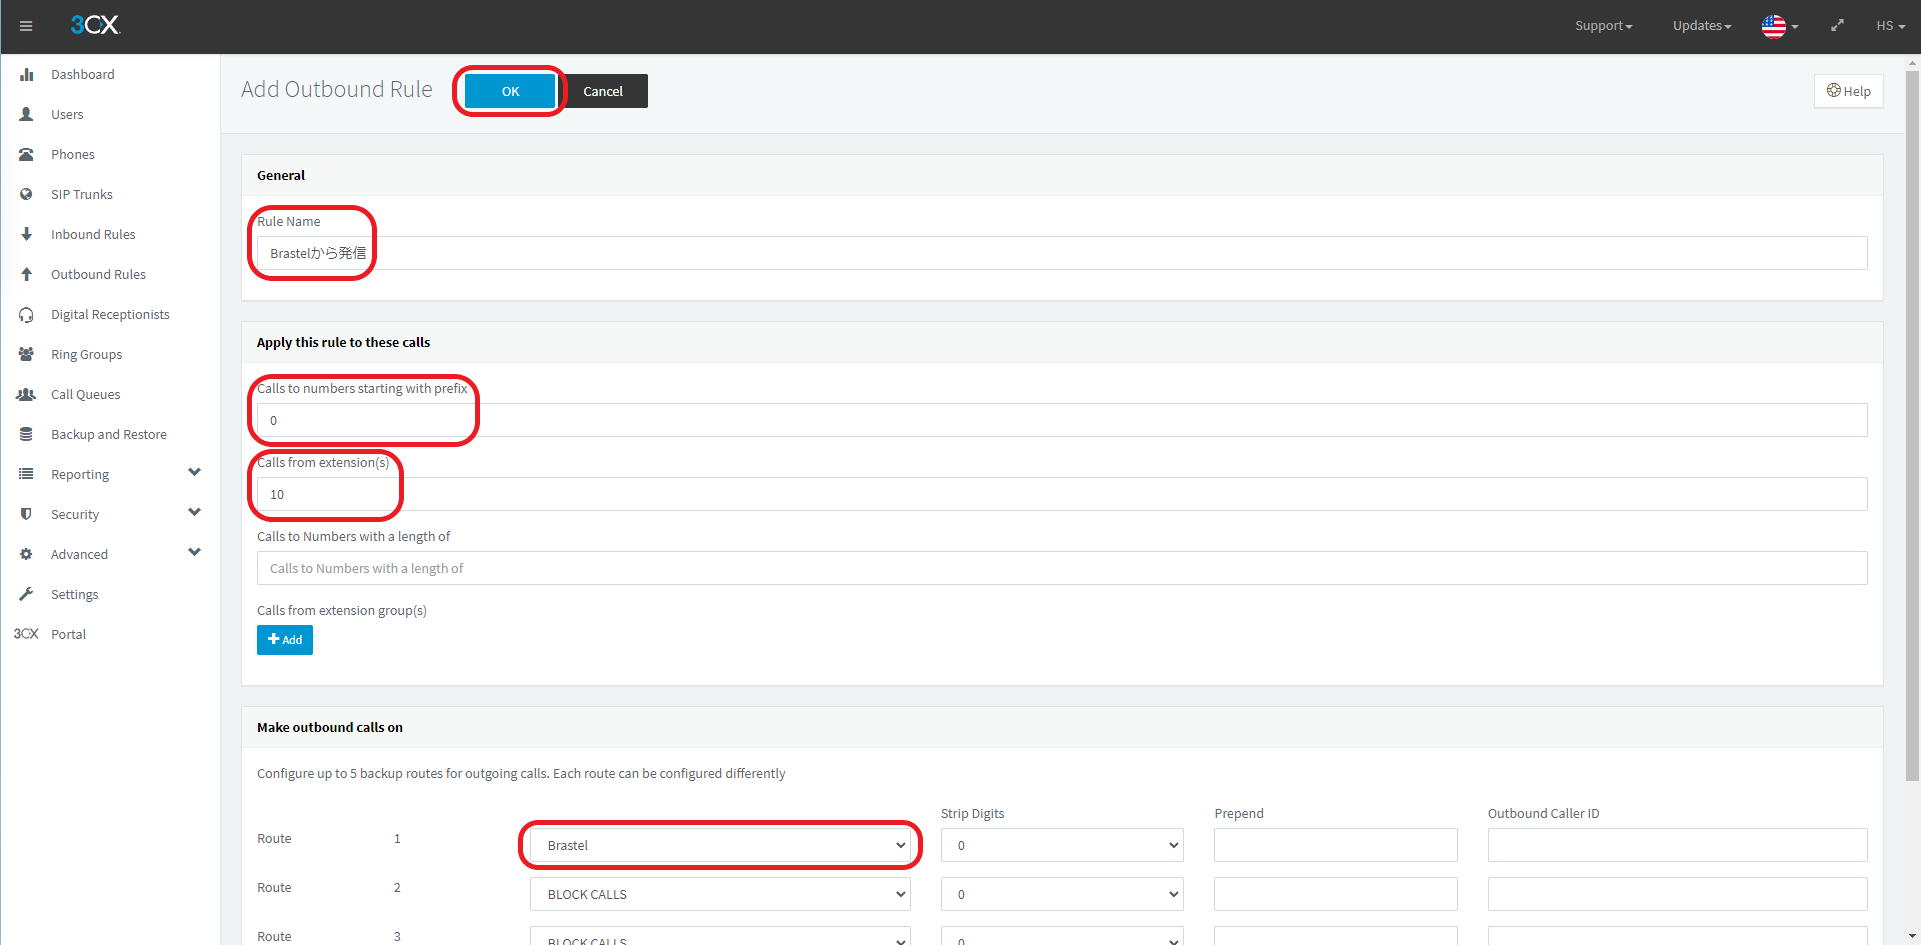 3CX
Support
Updates
HS
Dashboard
Users
Phones
SIP Trunks
Inbound Rules
Outbound Rules
Digital Receptionists
Ring Groups
Call Queues
Backup and Restore
Reporting
Security
Advanced
Settings
3CX Portal
Add Outbound Rule
OK
Cancel
Help
General
Rule Name
Brastelから発信
Apply this rule to these calls
Calls to numbers starting with prefix
0
Calls from extension(s)
10
Calls to Numbers with a length of
Calls to Numbers with a length of
Calls from extension group(s)
Add
Make outbound calls on
Configure up to 5 backup routes for outgoing calls. Each route can be configured differently
Strip Digits Prepend Outbound Caller ID
Route 1 Brastel 0
Route 2 BLOCK CALLS 0
Route 3 BLOCK CALLS 0